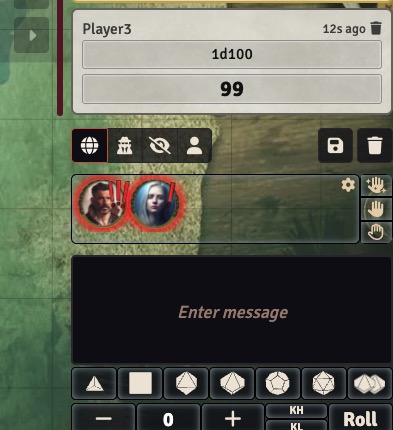 Player3 12s ago
1d100
99
Enter message
− 0 + KH Roll
KL